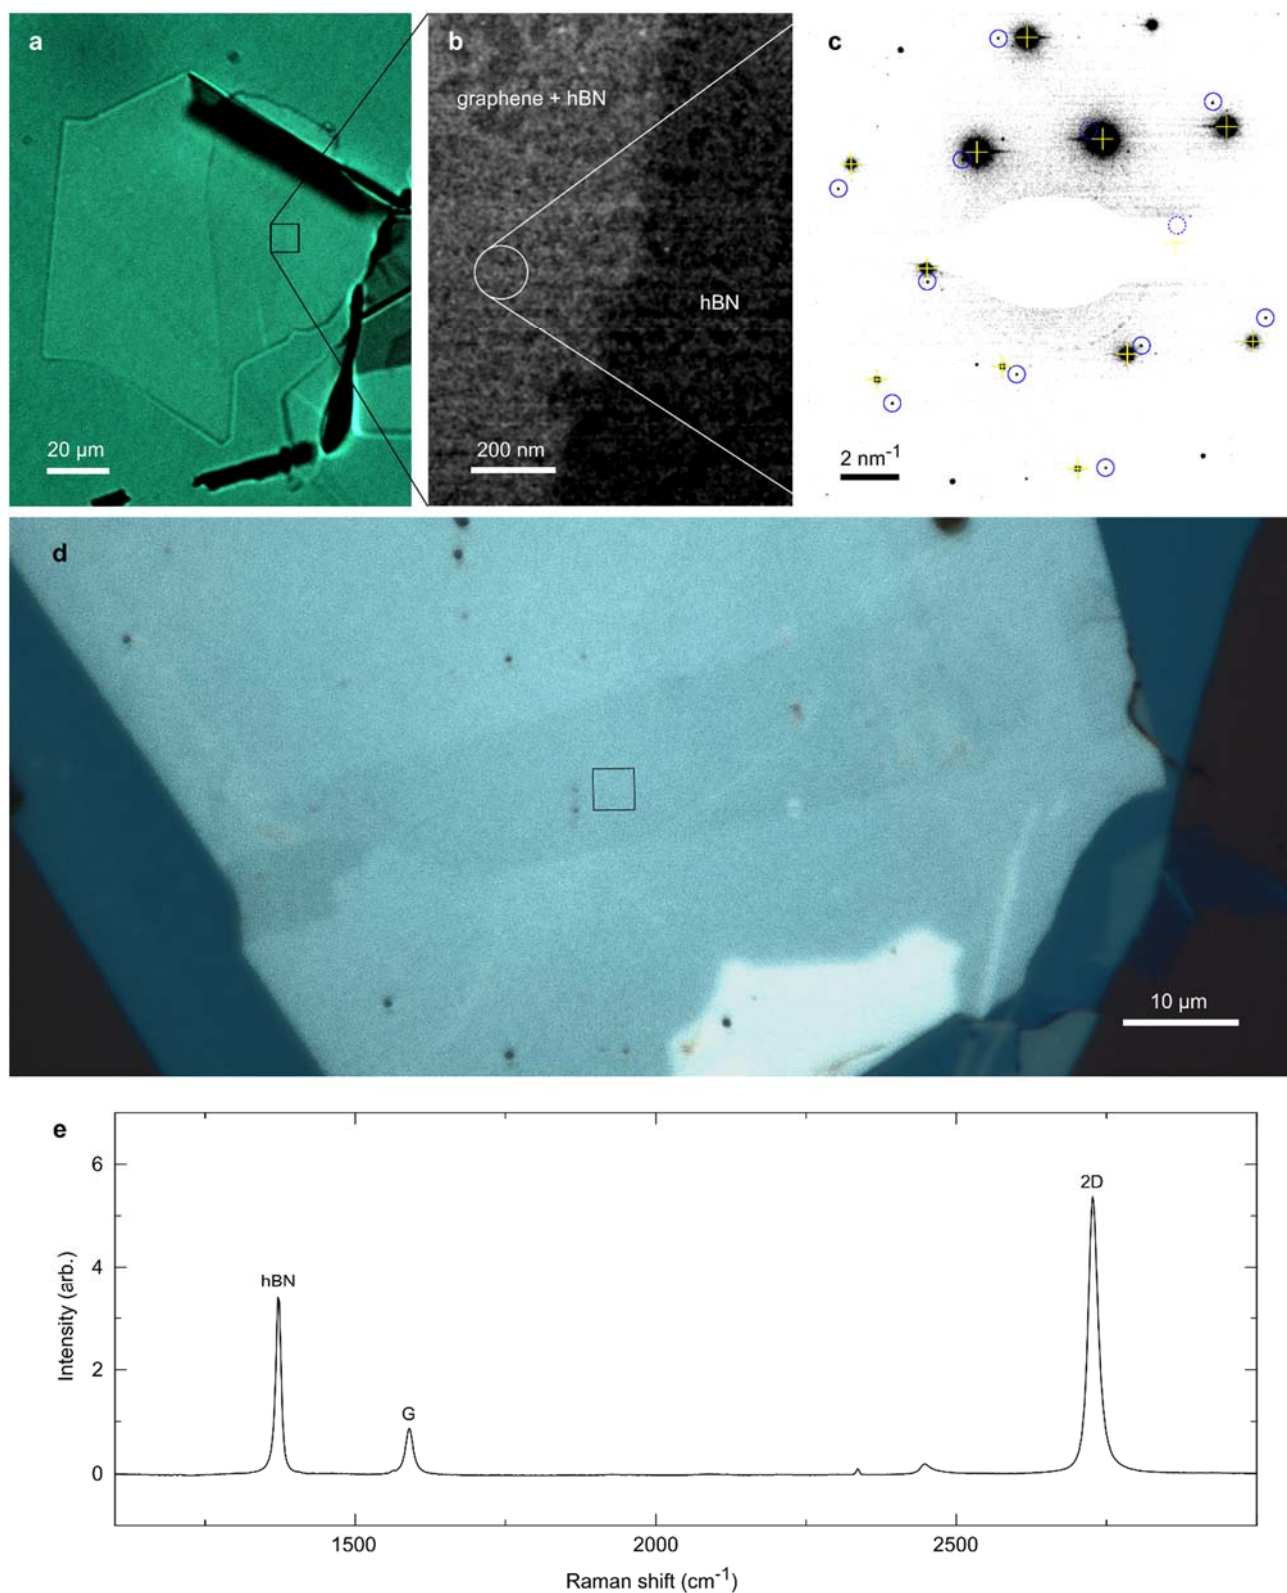 a
20 µm
b
graphene + hBN
hBN
200 nm
c
2 nm⁻¹
d
10 µm
e
6
4
2
0
Intensity (arb.)
hBN
G
2D
1500
2000
2500
Raman shift (cm⁻¹)